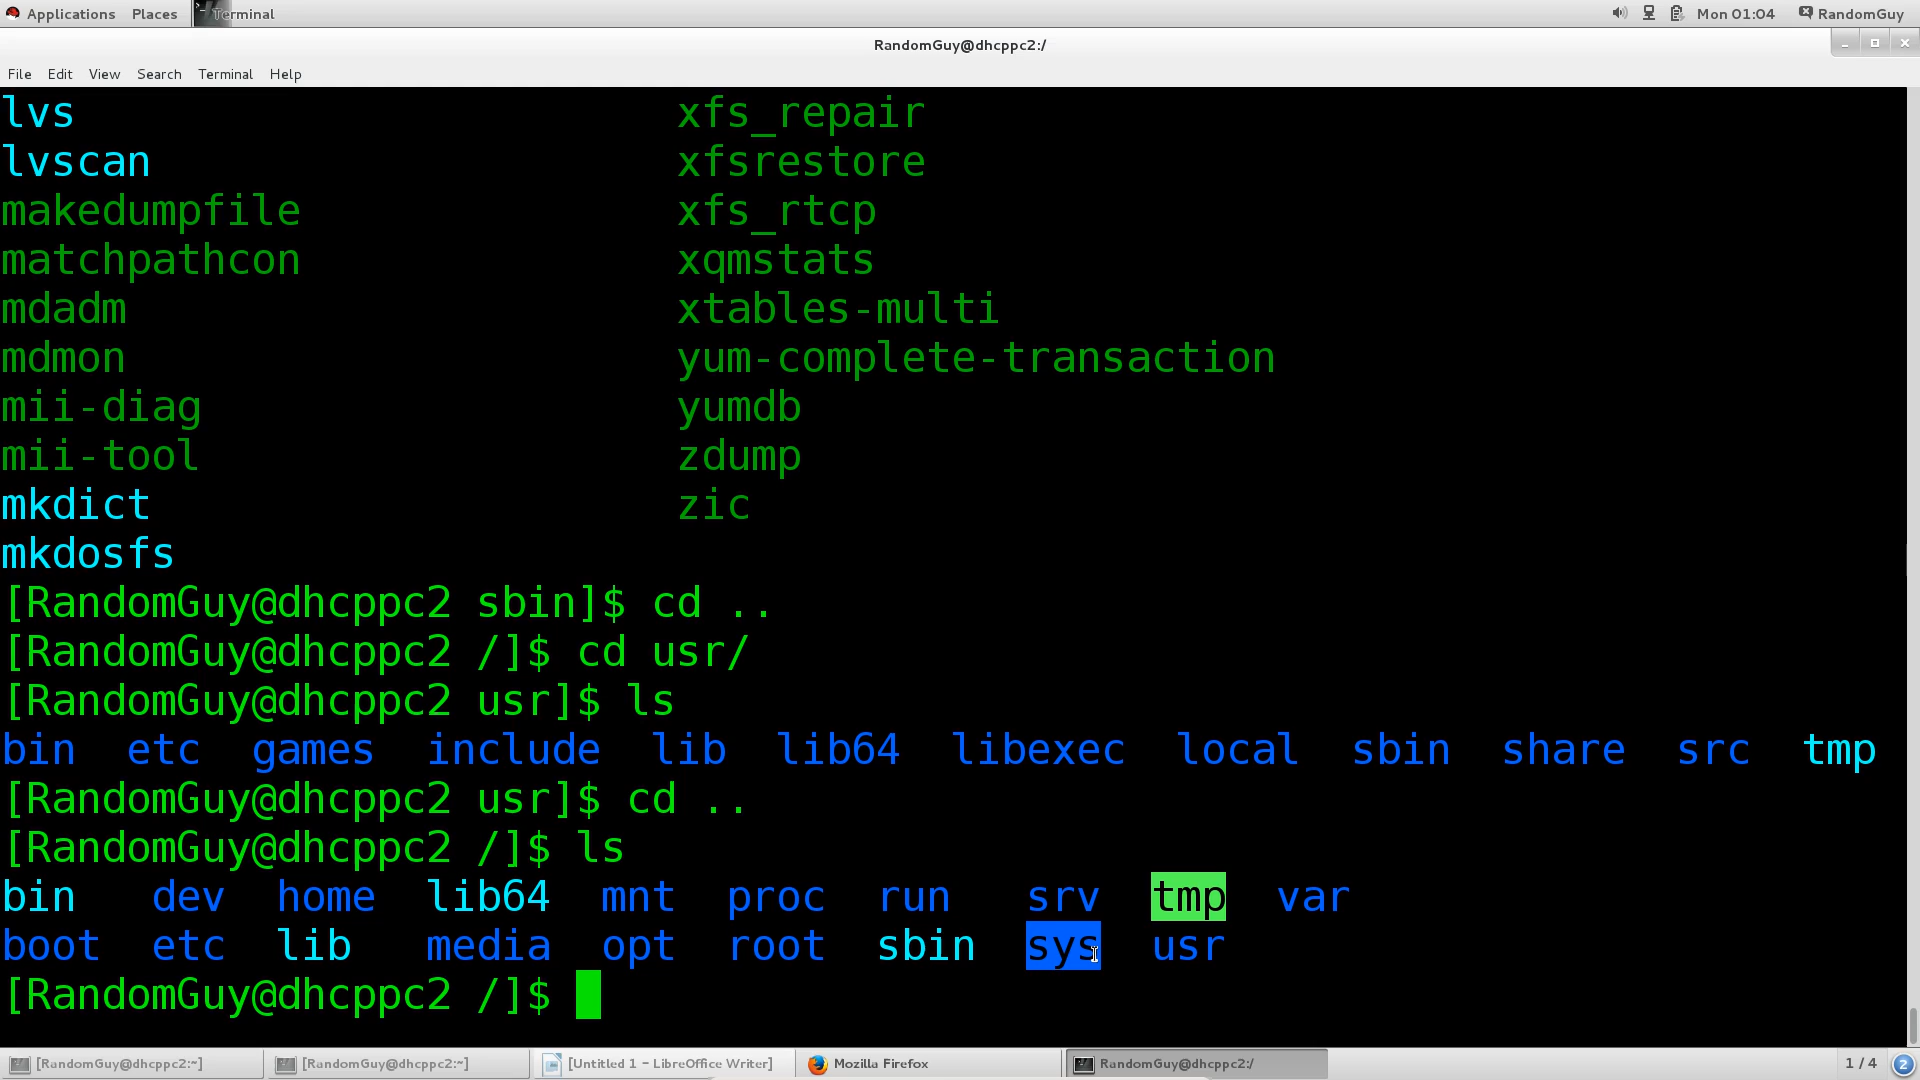 Applications Places Terminal Mon 01:04 RandomGuy
RandomGuy@dhcppc2:/
File Edit View Search Terminal Help
lvs xfs_repair
lvscan xfsrestore
makedumpfile xfs_rtcp
matchpathcon xqmstats
mdadm xtables-multi
mdmon yum-complete-transaction
mii-diag yumdb
mii-tool zdump
mkdict zic
mkdosfs
[RandomGuy@dhcppc2 sbin]$ cd ..
[RandomGuy@dhcppc2 /]$ cd usr/
[RandomGuy@dhcppc2 usr]$ ls
bin etc games include lib lib64 libexec local sbin share src tmp
[RandomGuy@dhcppc2 usr]$ cd ..
[RandomGuy@dhcppc2 /]$ ls
bin dev home lib64 mnt proc run srv tmp var
boot etc lib media opt root sbin sys usr
[RandomGuy@dhcppc2 /]$
[RandomGuy@dhcppc2:~] [RandomGuy@dhcppc2:~] [Untitled 1 - LibreOffice Writer] Mozilla Firefox RandomGuy@dhcppc2:/ 1 / 4 2